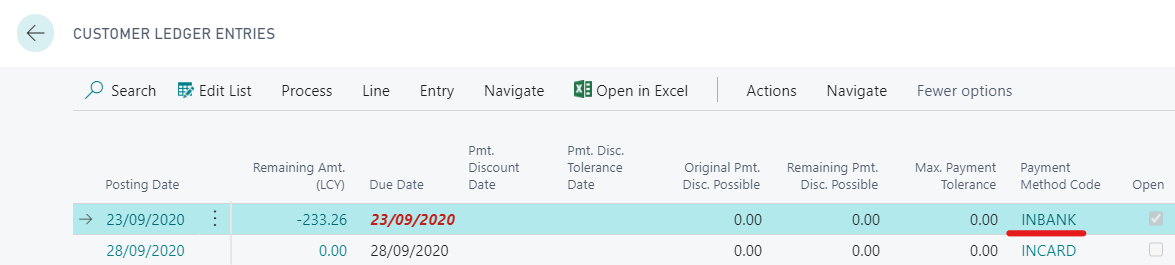 CUSTOMER LEDGER ENTRIES
Search Edit List Process Line Entry Navigate Open in Excel Actions Navigate Fewer options
Pmt. Pmt. Disc.
Remaining Amt. Discount Tolerance Original Pmt. Remaining Pmt. Max. Payment Payment
Posting Date (LCY) Due Date Date Date Disc. Possible Disc. Possible Tolerance Method Code Open
23/09/2020 -233.26 23/09/2020 0.00 0.00 0.00 INBANK
28/09/2020 0.00 28/09/2020 0.00 0.00 0.00 INCARD